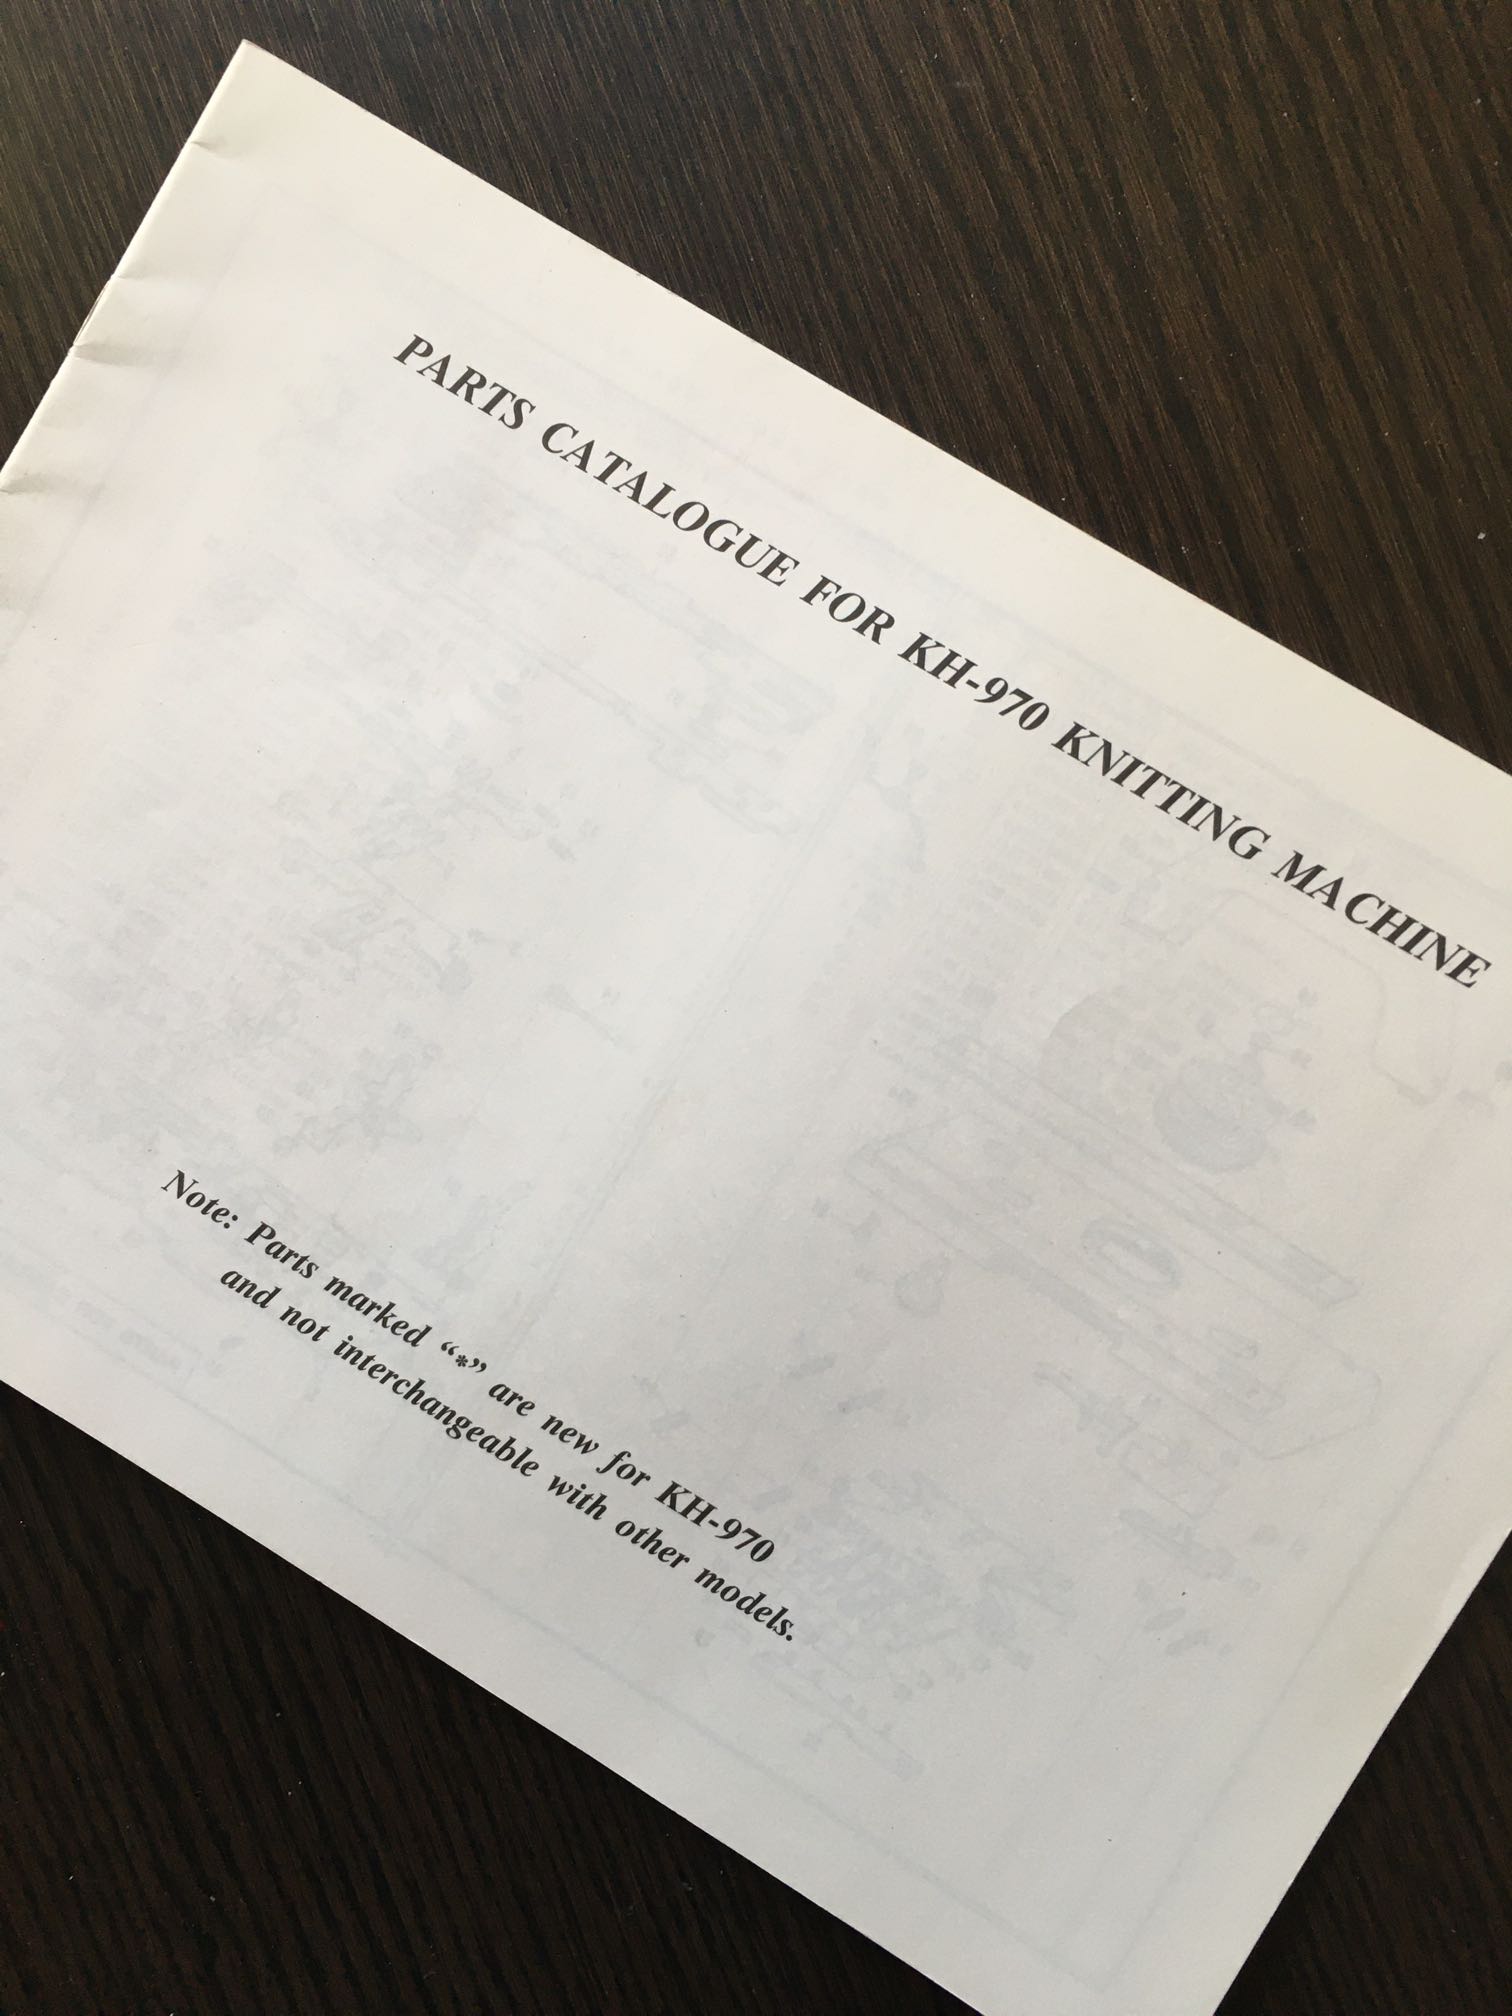 PARTS CATALOGUE FOR KH-970 KNITTING MACHINE
Note: Parts marked “*” are new for KH-970
and not interchangeable with other models.